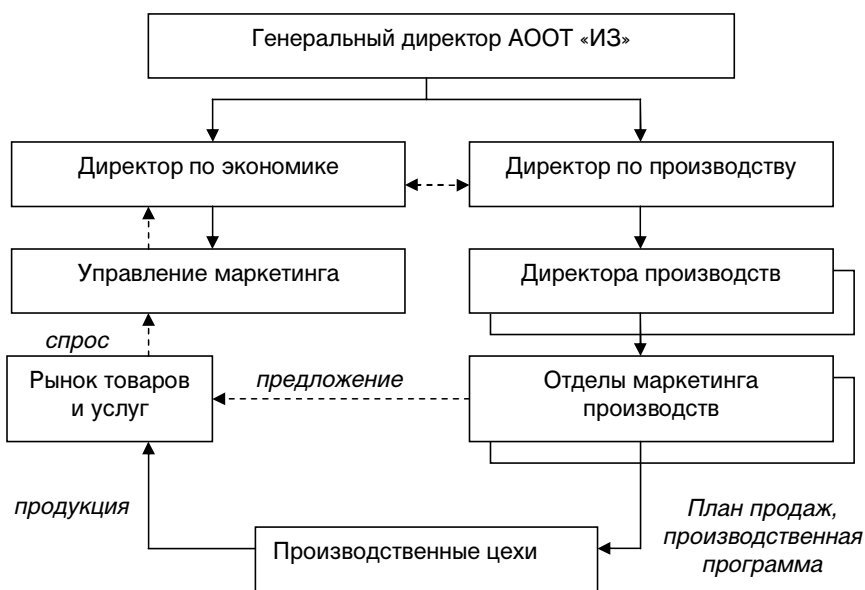 Генеральный директор АООТ «ИЗ»
Директор по экономике
Директор по производству
Управление маркетинга
Директора производств
спрос
Рынок товаров
и услуг
предложение
Отделы маркетинга
производств
продукция
План продаж,
производственная
программа
Производственные цехи